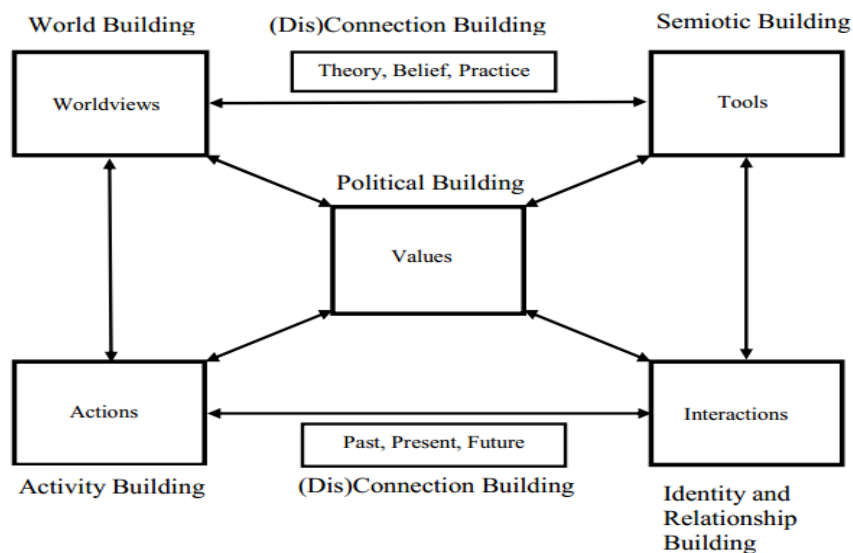 World Building
(Dis)Connection Building
Semiotic Building
Theory, Belief, Practice
Worldviews
Tools
Political Building
Values
Actions
Interactions
Past, Present, Future
Activity Building
(Dis)Connection Building
Identity and
Relationship
Building